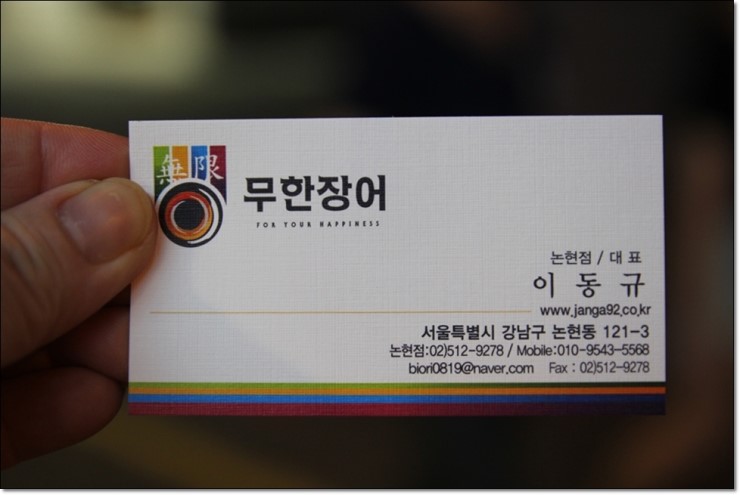 無限
무한장어
FOR YOUR HAPPINESS
논현점 / 대 표
이 동 규
www.janga92.co.kr
서울특별시 강남구 논현동 121-3
논현점:02)512-9278 / Mobile:010-9543-5568
biori0819@naver.com Fax : 02)512-9278